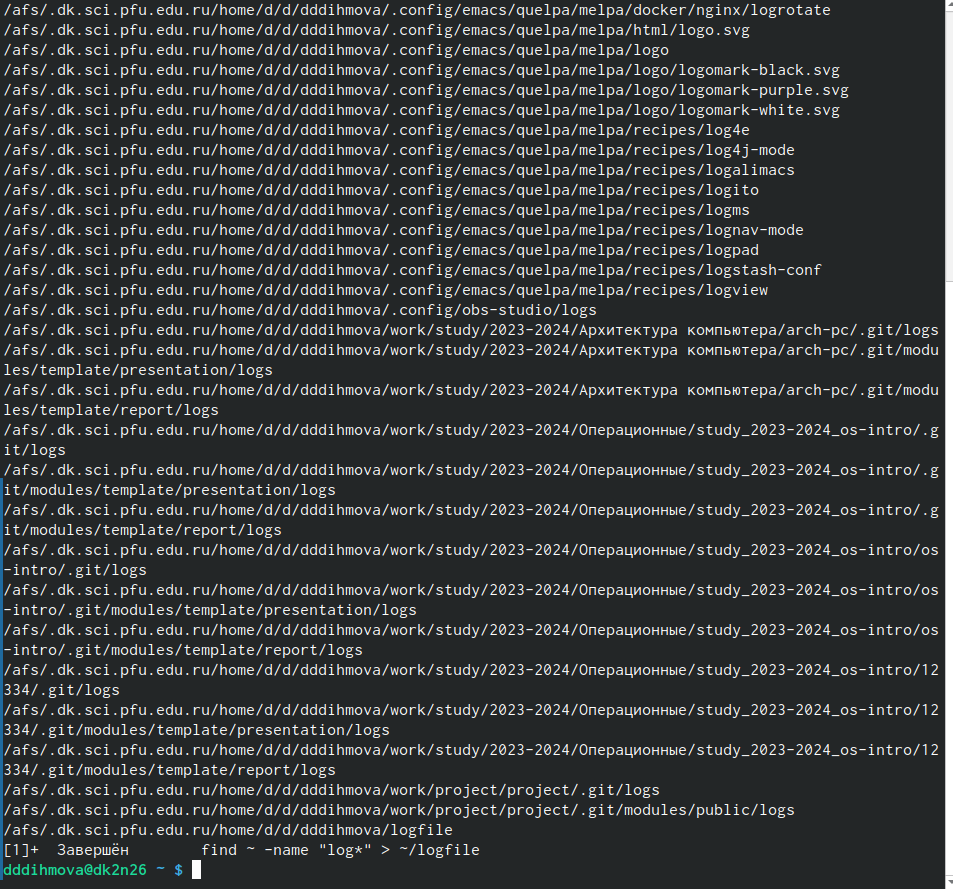 /afs/.dk.sci.pfu.edu.ru/home/d/d/dddihmova/.config/emacs/quelpa/melpa/docker/nginx/logrotate
/afs/.dk.sci.pfu.edu.ru/home/d/d/dddihmova/.config/emacs/quelpa/melpa/html/logo.svg
/afs/.dk.sci.pfu.edu.ru/home/d/d/dddihmova/.config/emacs/quelpa/melpa/logo
/afs/.dk.sci.pfu.edu.ru/home/d/d/dddihmova/.config/emacs/quelpa/melpa/logo/logomark-black.svg
/afs/.dk.sci.pfu.edu.ru/home/d/d/dddihmova/.config/emacs/quelpa/melpa/logo/logomark-purple.svg
/afs/.dk.sci.pfu.edu.ru/home/d/d/dddihmova/.config/emacs/quelpa/melpa/logo/logomark-white.svg
/afs/.dk.sci.pfu.edu.ru/home/d/d/dddihmova/.config/emacs/quelpa/melpa/recipes/log4e
/afs/.dk.sci.pfu.edu.ru/home/d/d/dddihmova/.config/emacs/quelpa/melpa/recipes/log4j-mode
/afs/.dk.sci.pfu.edu.ru/home/d/d/dddihmova/.config/emacs/quelpa/melpa/recipes/logalimacs
/afs/.dk.sci.pfu.edu.ru/home/d/d/dddihmova/.config/emacs/quelpa/melpa/recipes/logito
/afs/.dk.sci.pfu.edu.ru/home/d/d/dddihmova/.config/emacs/quelpa/melpa/recipes/logms
/afs/.dk.sci.pfu.edu.ru/home/d/d/dddihmova/.config/emacs/quelpa/melpa/recipes/lognav-mode
/afs/.dk.sci.pfu.edu.ru/home/d/d/dddihmova/.config/emacs/quelpa/melpa/recipes/logpad
/afs/.dk.sci.pfu.edu.ru/home/d/d/dddihmova/.config/emacs/quelpa/melpa/recipes/logstash-conf
/afs/.dk.sci.pfu.edu.ru/home/d/d/dddihmova/.config/emacs/quelpa/melpa/recipes/logview
/afs/.dk.sci.pfu.edu.ru/home/d/d/dddihmova/.config/obs-studio/logs
/afs/.dk.sci.pfu.edu.ru/home/d/d/dddihmova/work/study/2023-2024/Архитектура компьютера/arch-pc/.git/logs
/afs/.dk.sci.pfu.edu.ru/home/d/d/dddihmova/work/study/2023-2024/Архитектура компьютера/arch-pc/.git/modu
les/template/presentation/logs
/afs/.dk.sci.pfu.edu.ru/home/d/d/dddihmova/work/study/2023-2024/Архитектура компьютера/arch-pc/.git/modu
les/template/report/logs
/afs/.dk.sci.pfu.edu.ru/home/d/d/dddihmova/work/study/2023-2024/Операционные/study_2023-2024_os-intro/.g
it/logs
/afs/.dk.sci.pfu.edu.ru/home/d/d/dddihmova/work/study/2023-2024/Операционные/study_2023-2024_os-intro/.g
it/modules/template/presentation/logs
/afs/.dk.sci.pfu.edu.ru/home/d/d/dddihmova/work/study/2023-2024/Операционные/study_2023-2024_os-intro/.g
it/modules/template/report/logs
/afs/.dk.sci.pfu.edu.ru/home/d/d/dddihmova/work/study/2023-2024/Операционные/study_2023-2024_os-intro/os
-intro/.git/logs
/afs/.dk.sci.pfu.edu.ru/home/d/d/dddihmova/work/study/2023-2024/Операционные/study_2023-2024_os-intro/os
-intro/.git/modules/template/presentation/logs
/afs/.dk.sci.pfu.edu.ru/home/d/d/dddihmova/work/study/2023-2024/Операционные/study_2023-2024_os-intro/os
-intro/.git/modules/template/report/logs
/afs/.dk.sci.pfu.edu.ru/home/d/d/dddihmova/work/study/2023-2024/Операционные/study_2023-2024_os-intro/12
334/.git/logs
/afs/.dk.sci.pfu.edu.ru/home/d/d/dddihmova/work/study/2023-2024/Операционные/study_2023-2024_os-intro/12
334/.git/modules/template/presentation/logs
/afs/.dk.sci.pfu.edu.ru/home/d/d/dddihmova/work/study/2023-2024/Операционные/study_2023-2024_os-intro/12
334/.git/modules/template/report/logs
/afs/.dk.sci.pfu.edu.ru/home/d/d/dddihmova/work/project/project/.git/logs
/afs/.dk.sci.pfu.edu.ru/home/d/d/dddihmova/work/project/project/.git/modules/public/logs
/afs/.dk.sci.pfu.edu.ru/home/d/d/dddihmova/logfile
[1]+  Завершён        find ~ -name "log*" > ~/logfile
dddihmova@dk2n26 ~ $